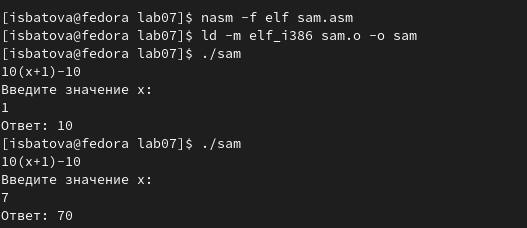 [isbatova@fedora lab07]$ nasm -f elf sam.asm
[isbatova@fedora lab07]$ ld -m elf_i386 sam.o -o sam
[isbatova@fedora lab07]$ ./sam
10(x+1)-10
Введите значение x:
1
Ответ: 10
[isbatova@fedora lab07]$ ./sam
10(x+1)-10
Введите значение x:
7
Ответ: 70